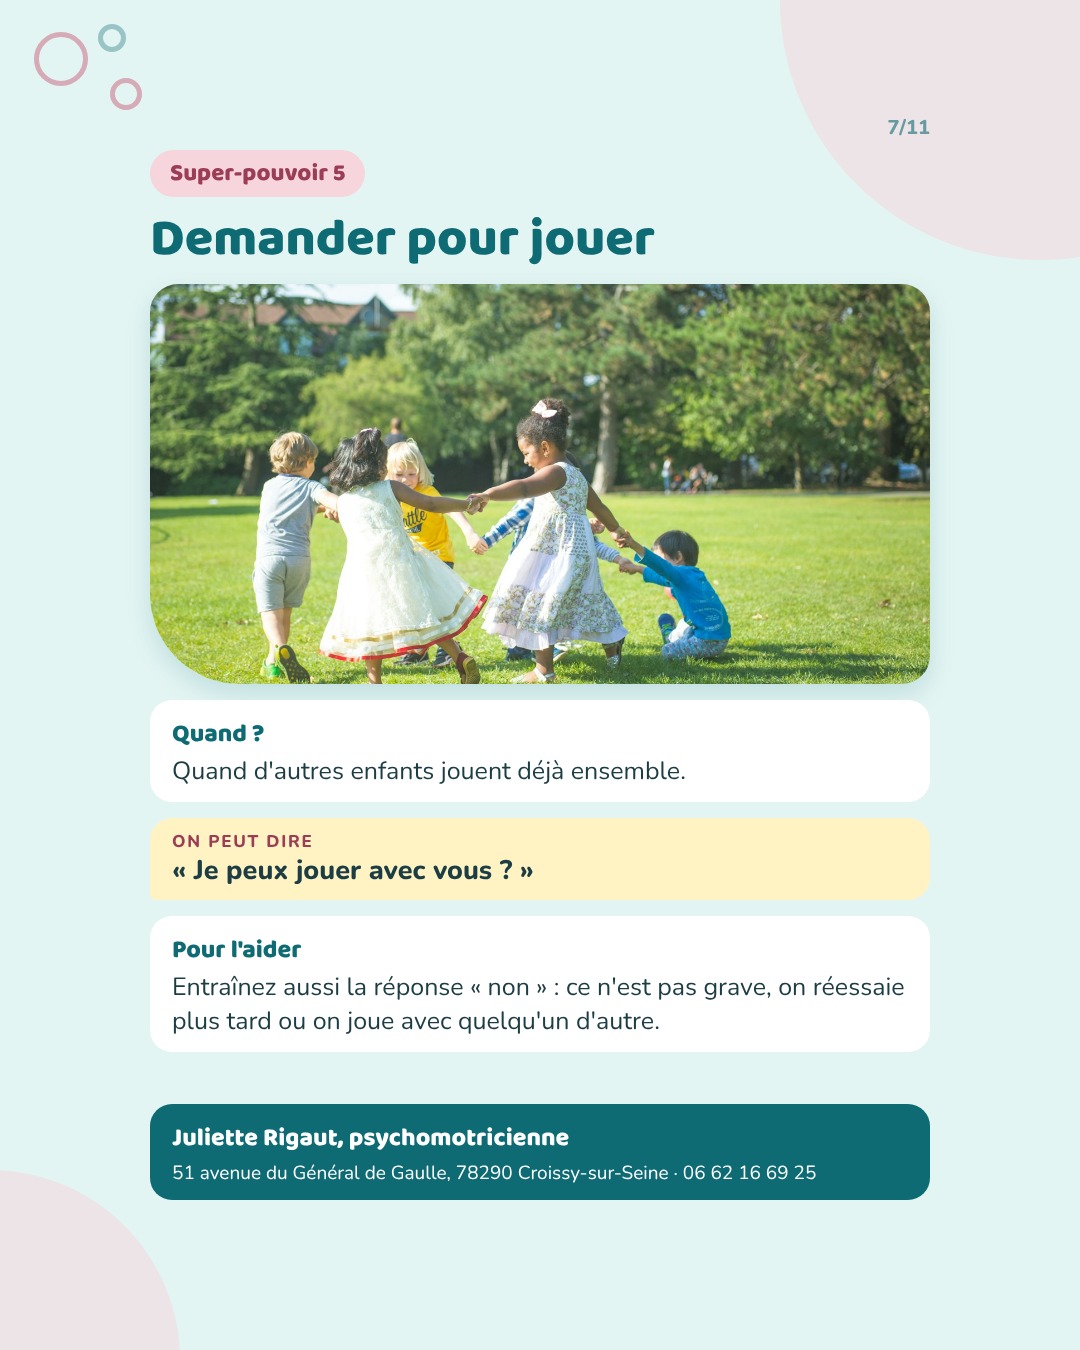 7/11
Super-pouvoir 5
Demander pour jouer
Quand ?
Quand d'autres enfants jouent déjà ensemble.
ON PEUT DIRE
« Je peux jouer avec vous ? »
Pour l'aider
Entraînez aussi la réponse « non » : ce n'est pas grave, on réessaie
plus tard ou on joue avec quelqu'un d'autre.
Juliette Rigaut, psychomotricienne
51 avenue du Général de Gaulle, 78290 Croissy-sur-Seine · 06 62 16 69 25